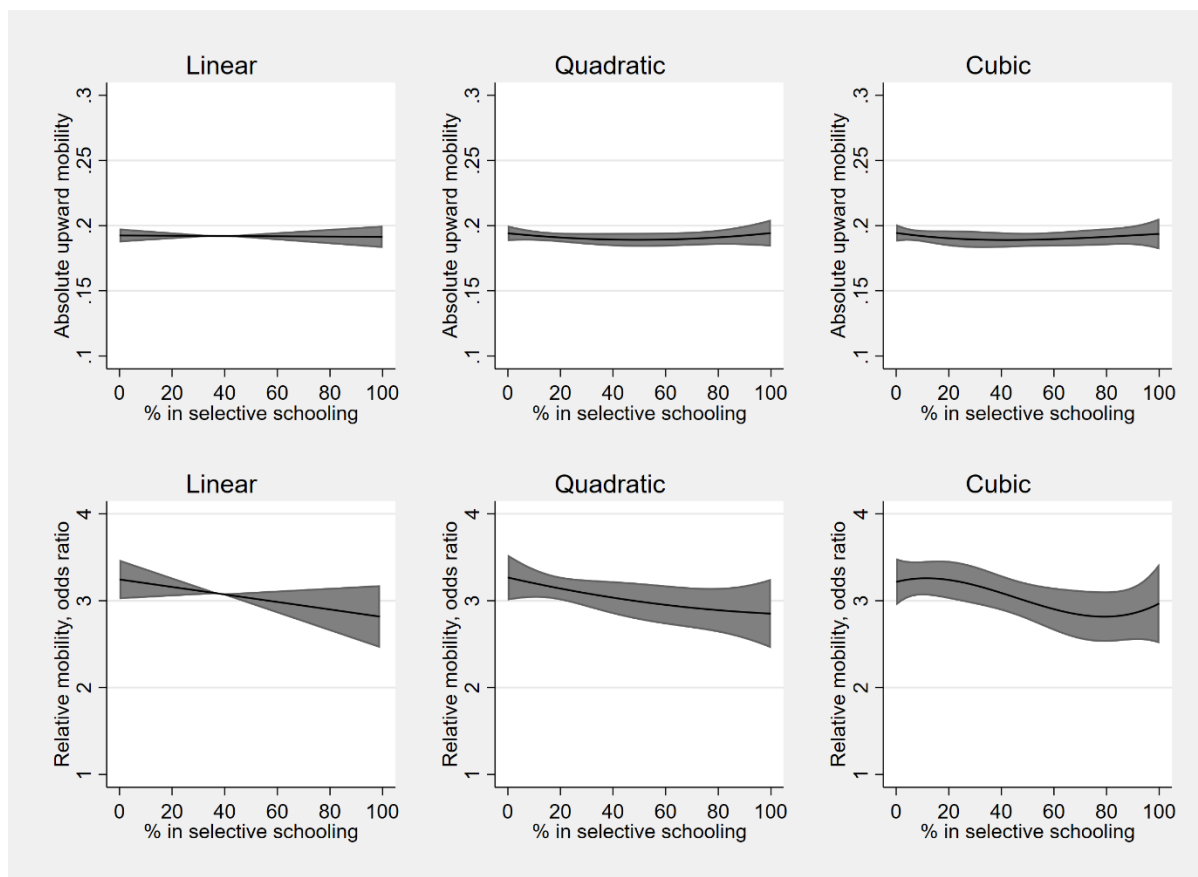 Linear
Absolute upward mobility
.3
.25
.2
.15
.1
0 20 40 60 80 100
% in selective schooling
Quadratic
Absolute upward mobility
.3
.25
.2
.15
.1
0 20 40 60 80 100
% in selective schooling
Cubic
Absolute upward mobility
.3
.25
.2
.15
.1
0 20 40 60 80 100
% in selective schooling
Linear
Relative mobility, odds ratio
4
3
2
1
0 20 40 60 80 100
% in selective schooling
Quadratic
Relative mobility, odds ratio
4
3
2
1
0 20 40 60 80 100
% in selective schooling
Cubic
Relative mobility, odds ratio
4
3
2
1
0 20 40 60 80 100
% in selective schooling